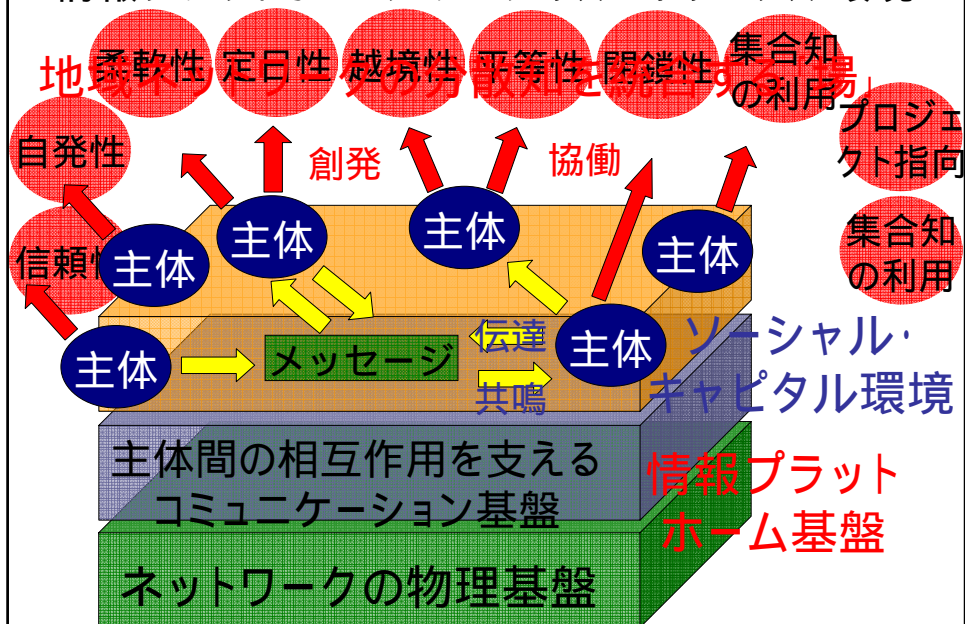 地域ネットワークの分散知を統合する「場」
柔軟性
定日性
越境性
平等性
閉鎖性
集合知
の利用
プロジェ
クト指向
集合知
の利用
自発性
信頼性
創発
協働
主体
主体
主体
主体
主体
主体
メッセージ
伝達
共鳴
ソーシャル・
キャピタル環境
主体間の相互作用を支える
コミュニケーション基盤
情報プラット
ホーム基盤
ネットワークの物理基盤